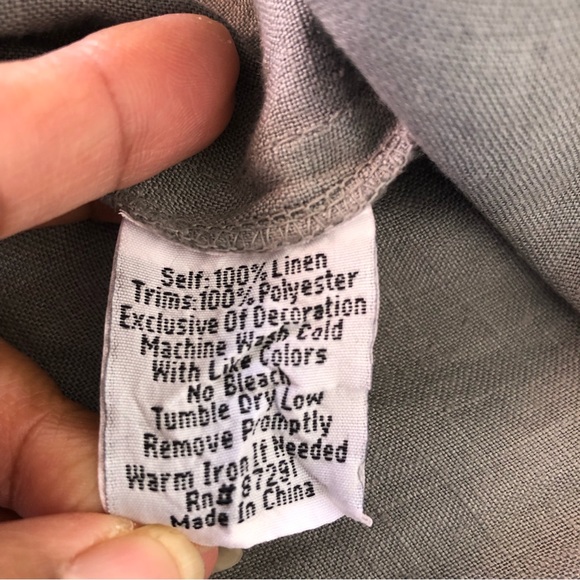 Self:100% Linen
Trims:100% Polyester
Exclusive Of Decoration
Machine Wash Cold
With Like Colors
No Bleach
Tumble Dry Low
Remove Promptly
Warm Iron If Needed
Rn# 87291
Made In China